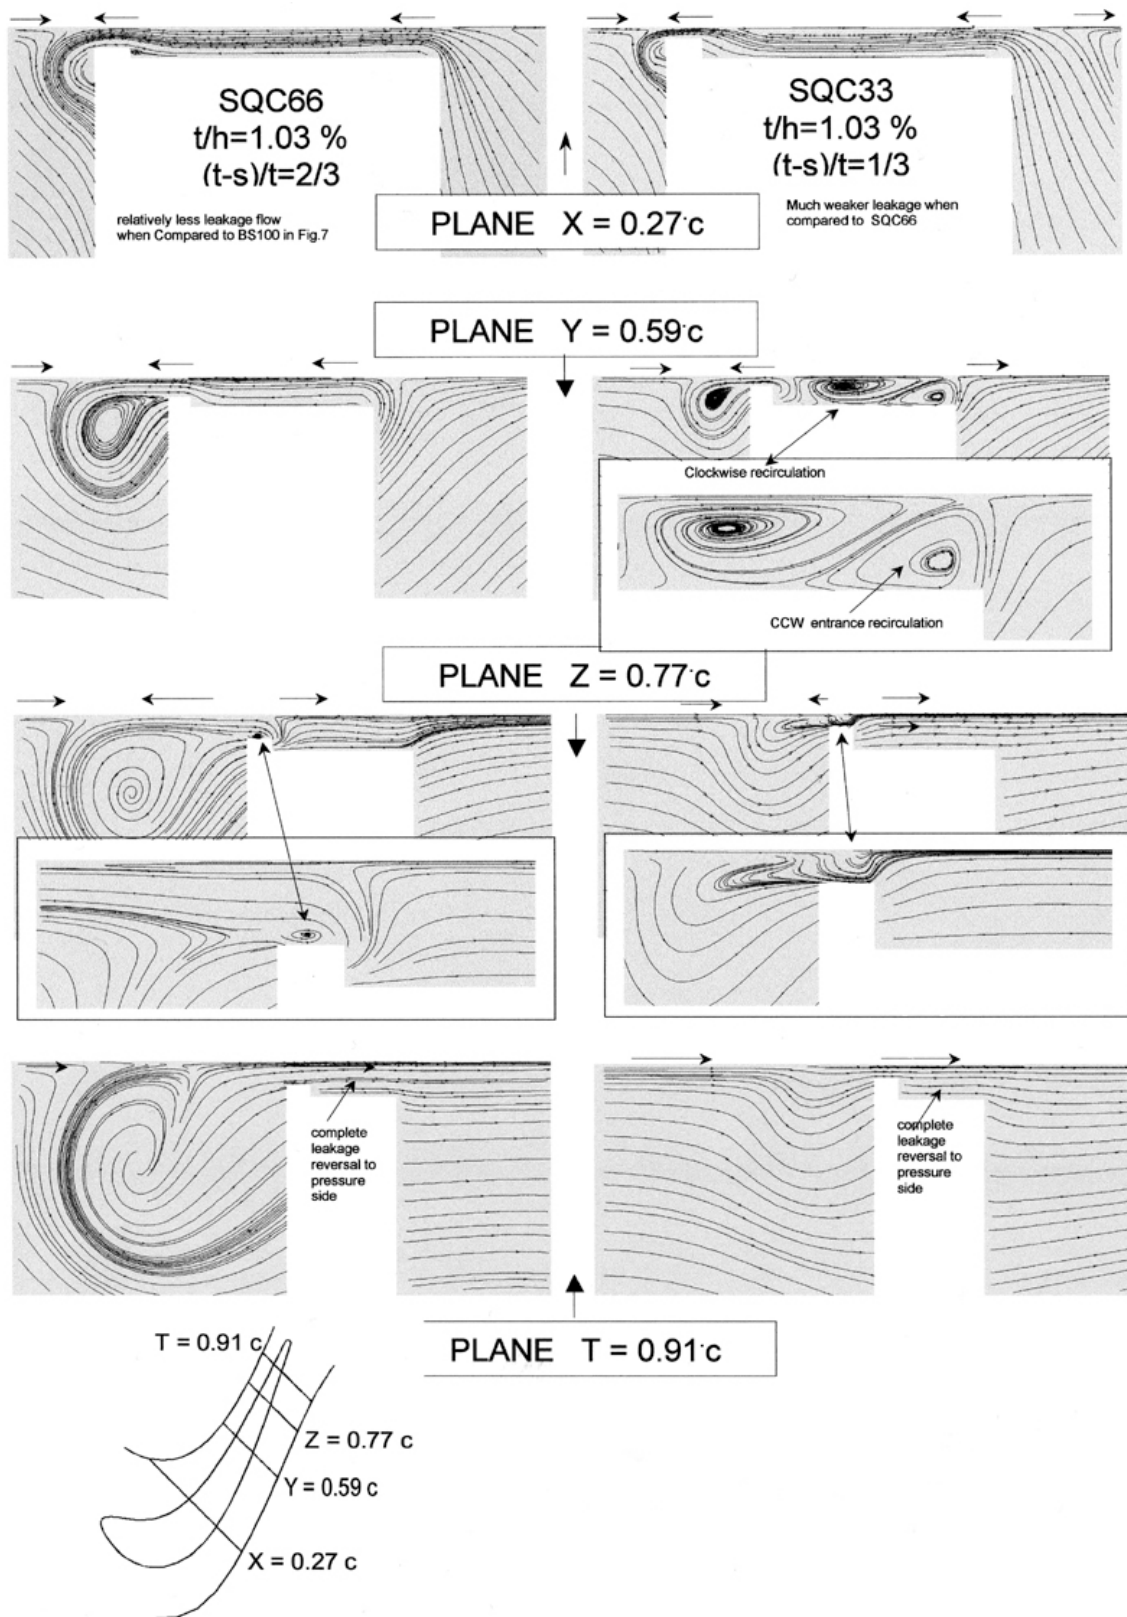 SQC66
t/h=1.03 %
(t-s)/t=2/3
relatively less leakage flow
when Compared to BS100 in Fig.7
SQC33
t/h=1.03 %
(t-s)/t=1/3
Much weaker leakage when
compared to SQC66
PLANE X = 0.27·c
PLANE Y = 0.59·c
Clockwise recirculation
CCW entrance recirculation
PLANE Z = 0.77·c
complete
leakage
reversal to
pressure
side
complete
leakage
reversal to
pressure
side
PLANE T = 0.91·c
T = 0.91 c
Z = 0.77 c
Y = 0.59 c
X = 0.27 c